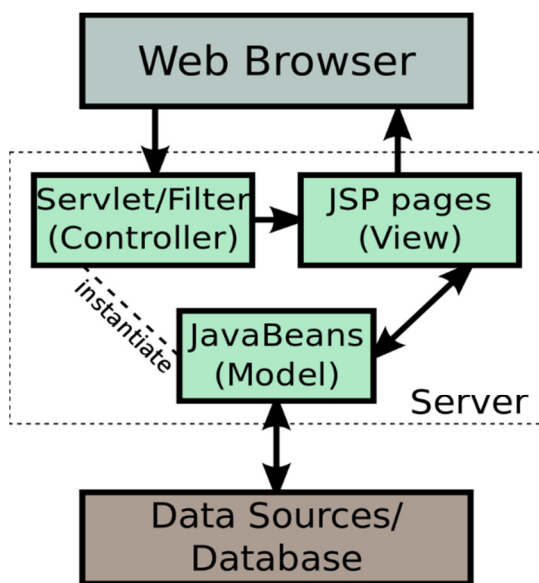 Web Browser
Servlet/Filter
(Controller)
JSP pages
(View)
instantiate
JavaBeans
(Model)
Server
Data Sources/
Database